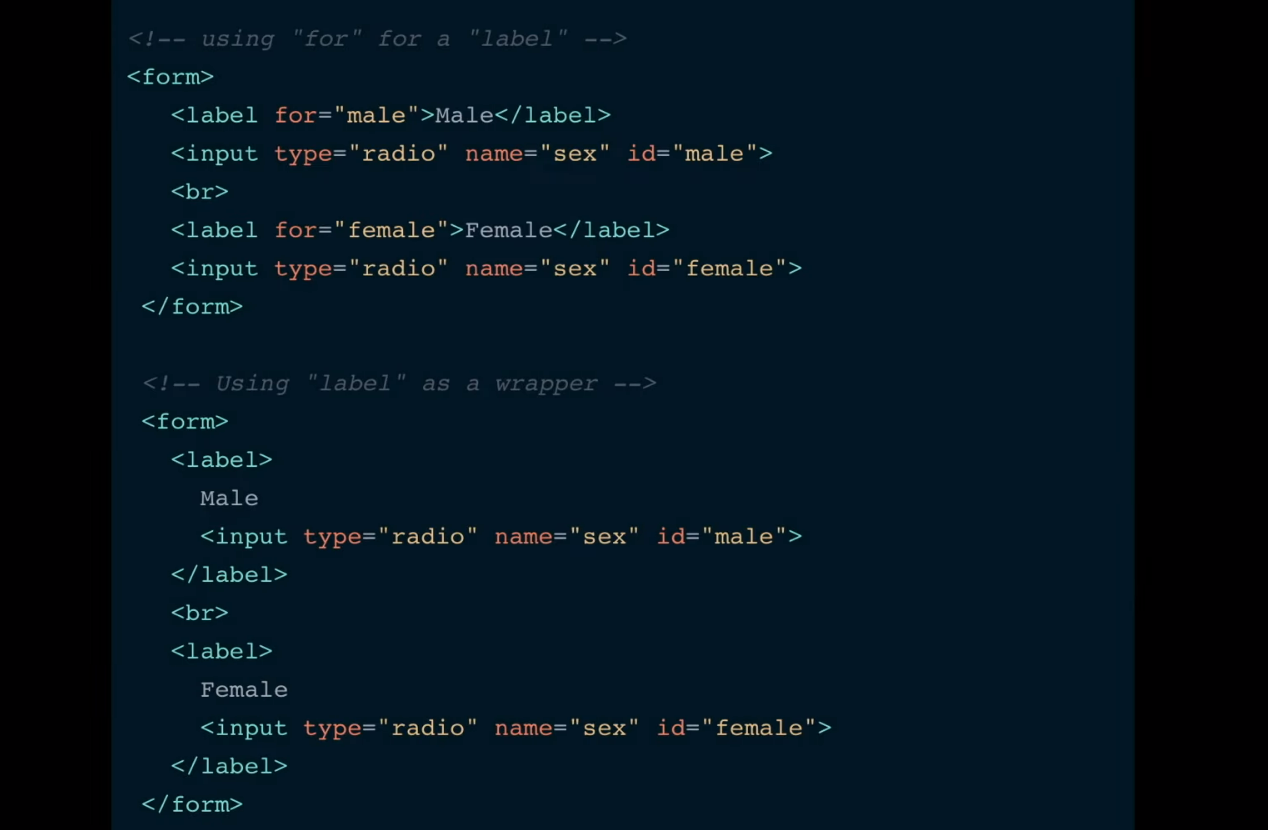 <!-- using "for" for a "label" -->
<form>
<label for="male">Male</label>
<input type="radio" name="sex" id="male">
<br>
<label for="female">Female</label>
<input type="radio" name="sex" id="female">
</form>
<!-- Using "label" as a wrapper -->
<form>
<label>
Male
<input type="radio" name="sex" id="male">
</label>
<br>
<label>
Female
<input type="radio" name="sex" id="female">
</label>
</form>